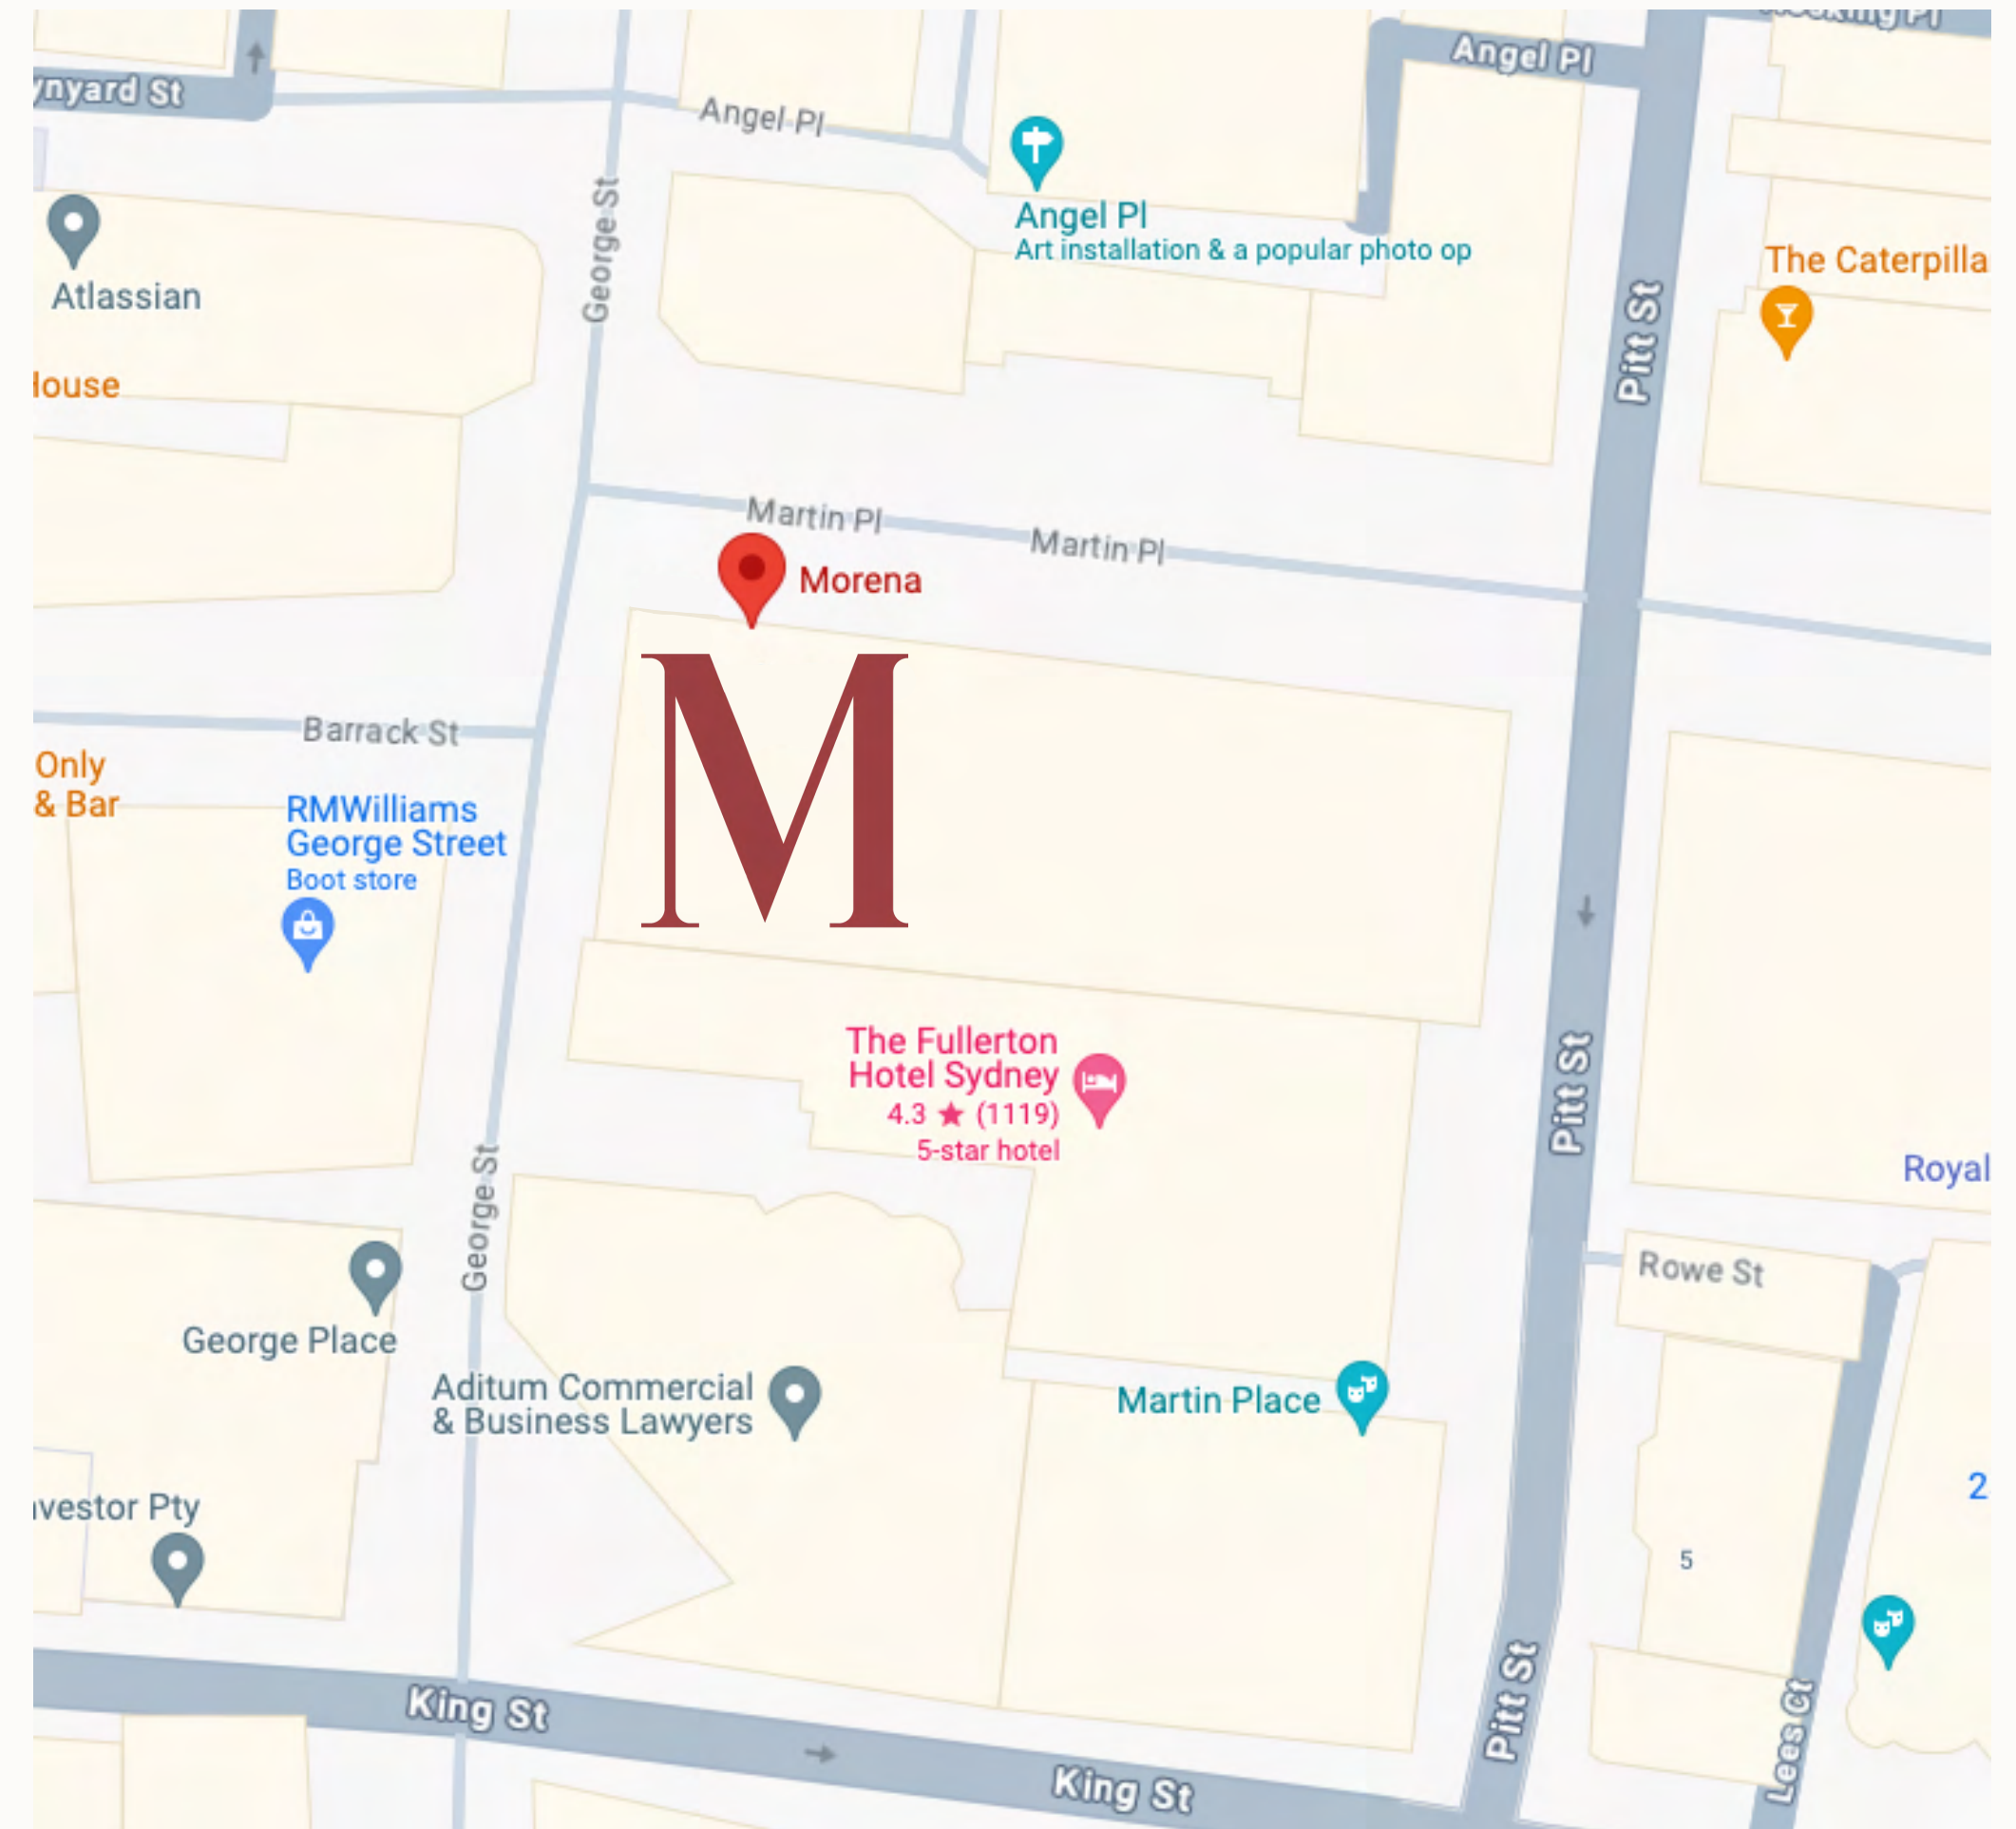 Angel Pl
ynyard St
Angel Pl
Angel Pl
Art installation & a popular photo op
George St
Atlassian
The Caterpilla
Pitt St
House
Martin Pl
Martin Pl
Morena
M
Barrack St
Only
& Bar
RMWilliams
George Street
Boot store
The Fullerton
Hotel Sydney
4.3 ★ (1119)
5-star hotel
Pitt St
Royal
George St
Rowe St
George Place
Aditum Commercial
& Business Lawyers
Martin Place
2
nvestor Pty
5
Pitt St
King St
King St
Lees Ct